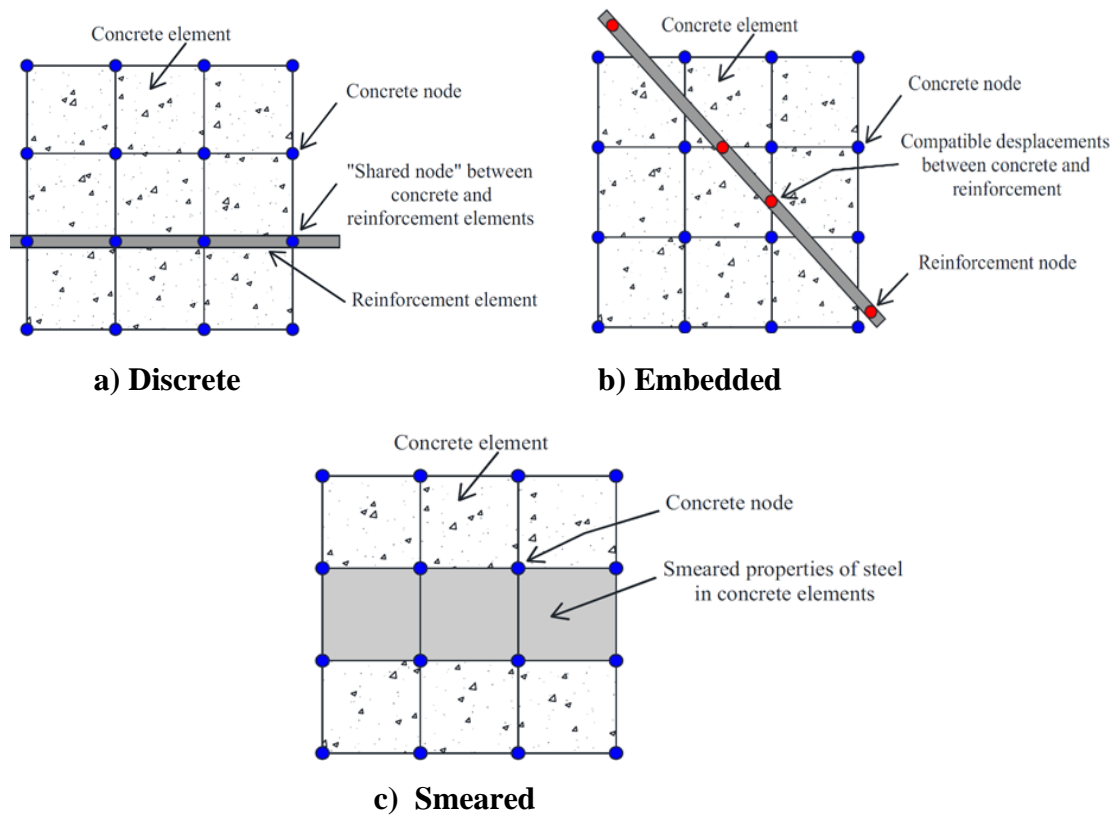 Concrete element
Concrete node
"Shared node" between
concrete and
reinforcement elements
Reinforcement element
a) Discrete
Concrete element
Concrete node
Compatible desplacements
between concrete and
reinforcement
Reinforcement node
b) Embedded
Concrete element
Concrete node
Smeared properties of steel
in concrete elements
c) Smeared